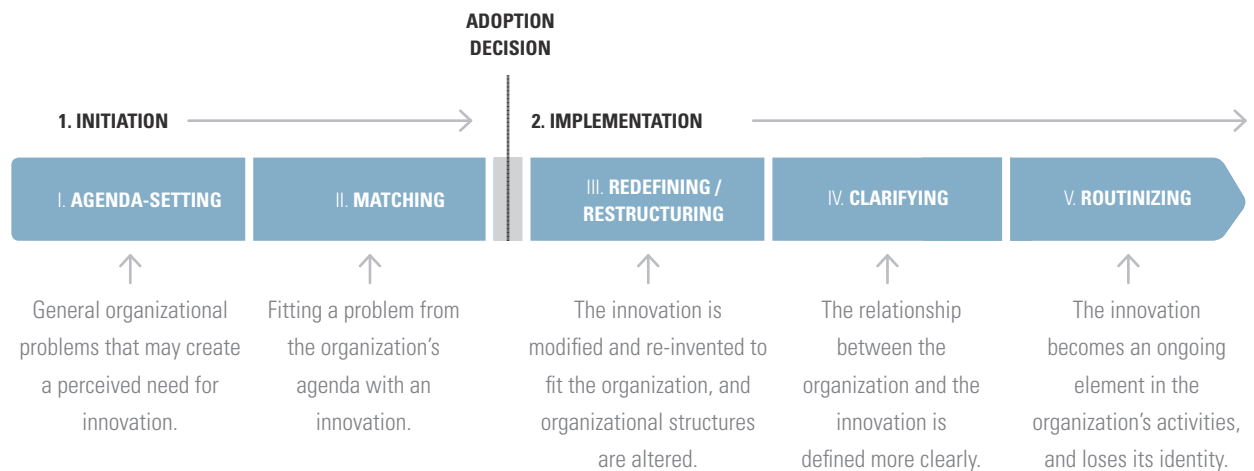 ADOPTION
DECISION
1. INITIATION
2. IMPLEMENTATION
I. AGENDA-SETTING
II. MATCHING
III. REDEFINING /
RESTRUCTURING
IV. CLARIFYING
V. ROUTINIZING
General organizational
problems that may create
a perceived need for
innovation.
Fitting a problem from
the organization's
agenda with an
innovation.
The innovation is
modified and re-invented to
fit the organization, and
organizational structures
are altered.
The relationship
between the
organization and the
innovation is
defined more clearly.
The innovation
becomes an ongoing
element in the
organization's activities,
and loses its identity.